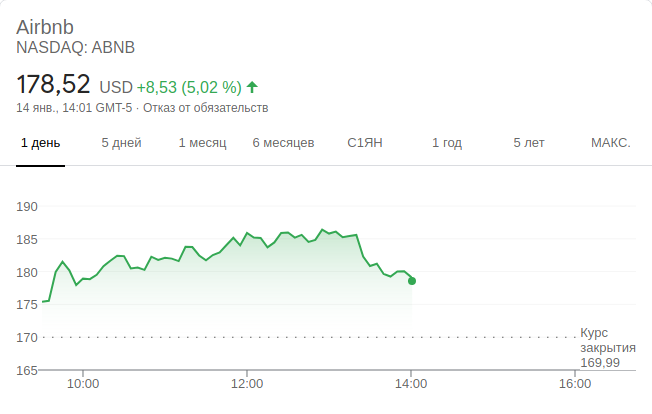 Airbnb
NASDAQ: ABNB
178,52 USD +8,53 (5,02 %)
14 янв., 14:01 GMT-5 · Отказ от обязательств
1 день 5 дней 1 месяц 6 месяцев С1ЯН 1 год 5 лет МАКС.
190
185
180
175
170
165
Курс
закрытия
169,99
10:00 12:00 14:00 16:00